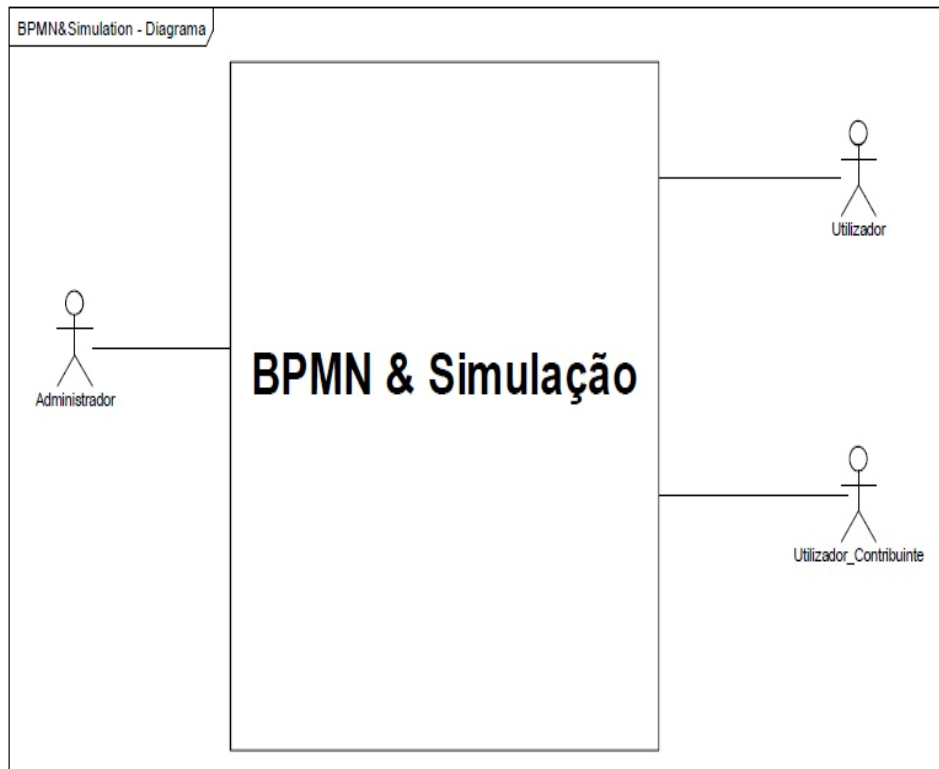 BPMN&Simulation - Diagrama
Utilizador
BPMN & Simulação
Administrador
Utilizador_Contribuinte